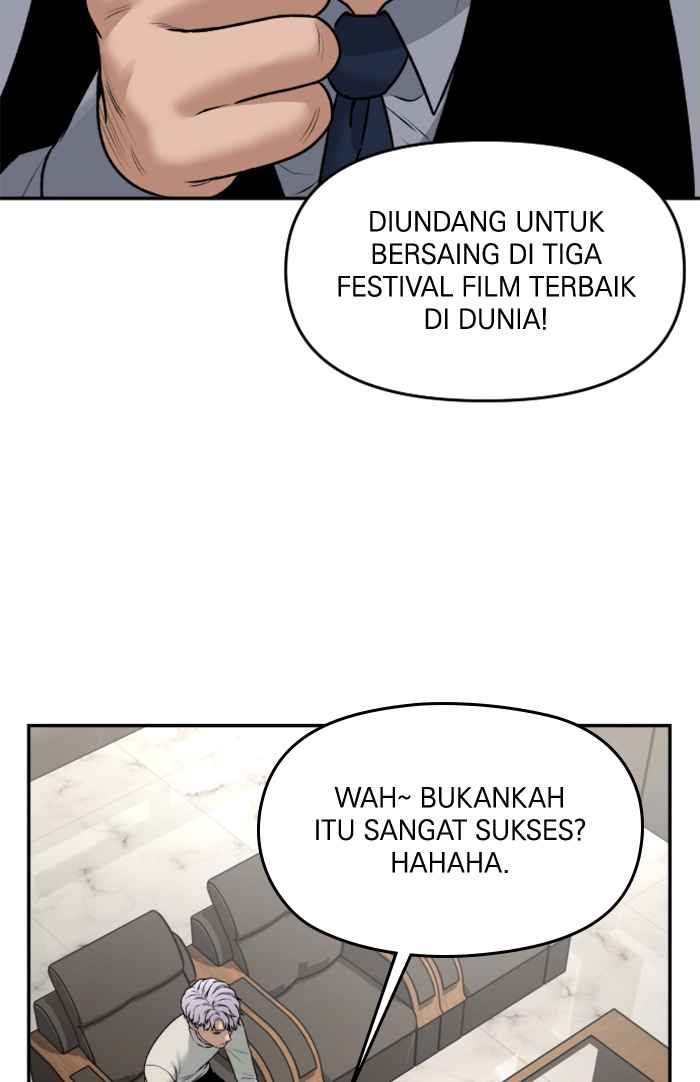 DIUNDANG UNTUK
BERSAING DI TIGA
FESTIVAL FILM TERBAIK
DI DUNIA!
WAH~ BUKANKAH
ITU SANGAT SUKSES?
HAHAHA.